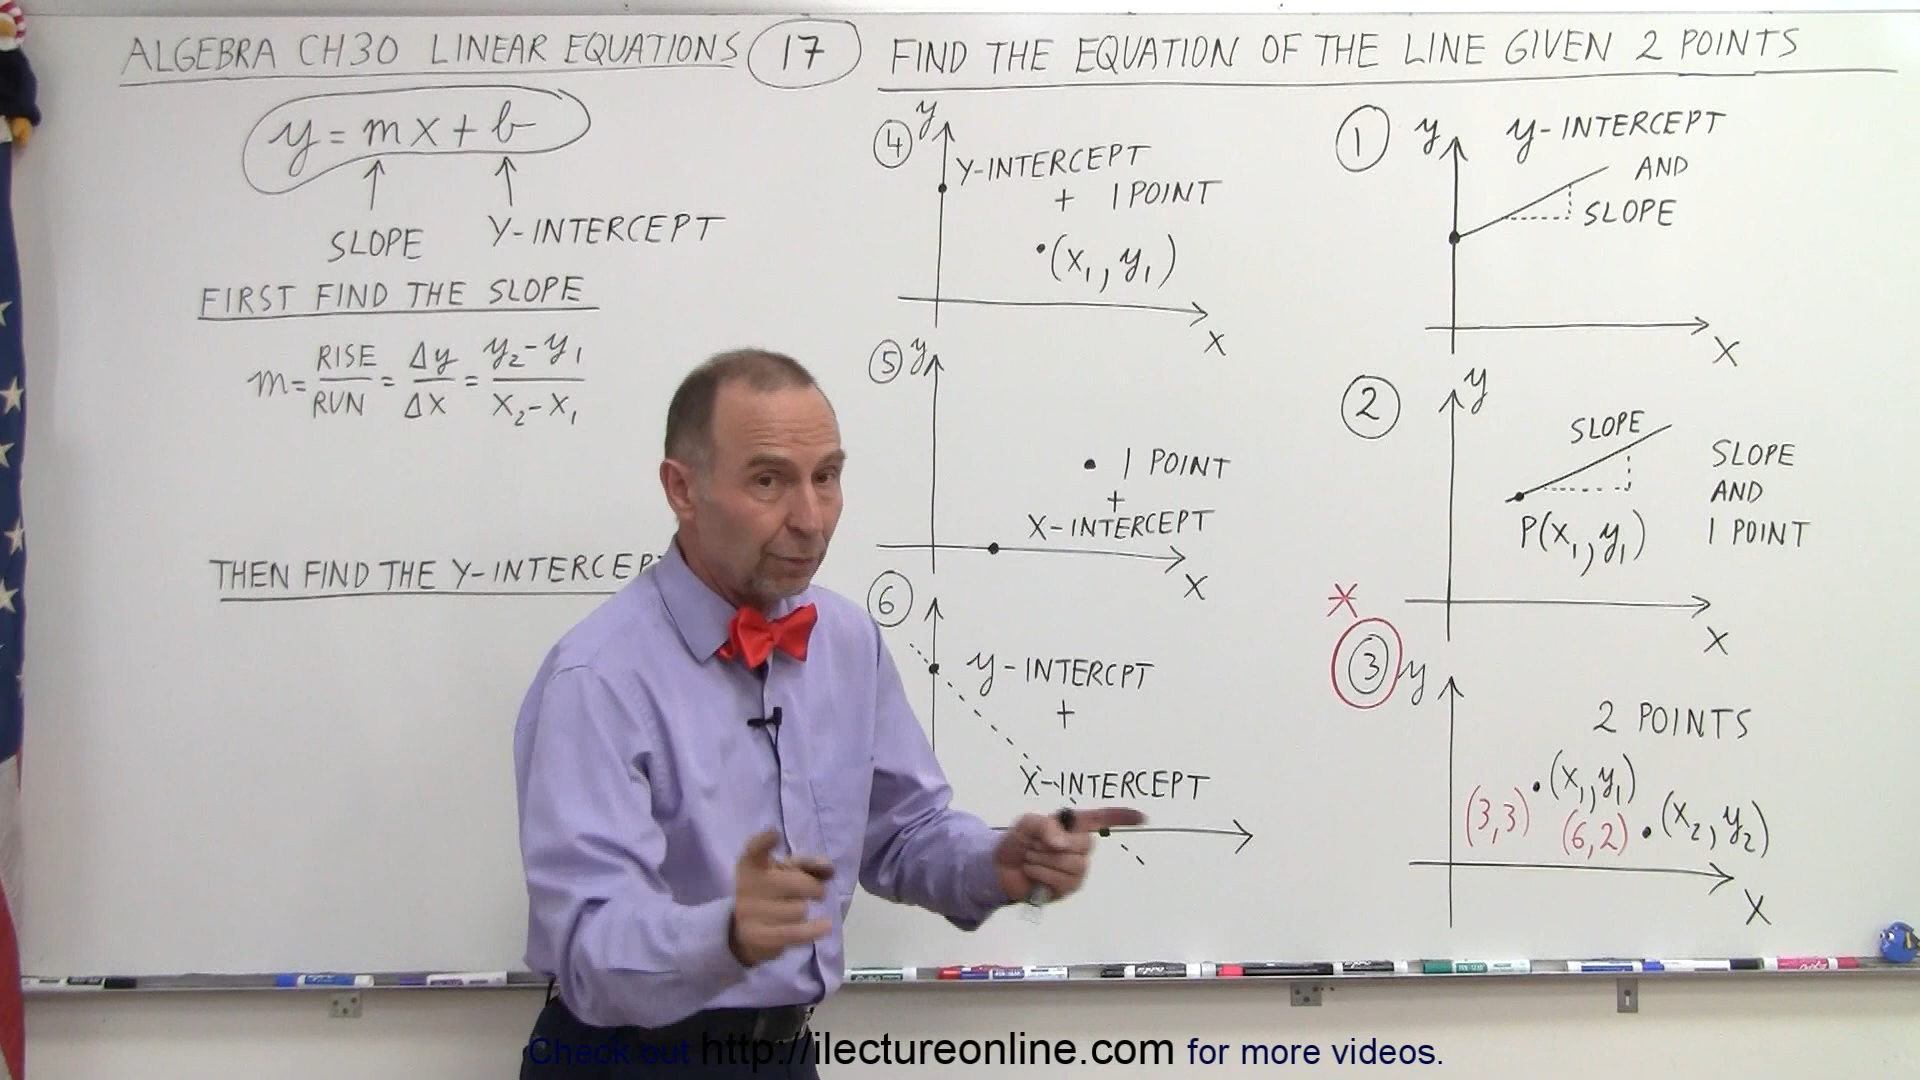 ALGEBRA CH30 LINEAR EQUATIONS 17 FIND THE EQUATION OF THE LINE GIVEN 2 POINTS
y = mx + b
SLOPE
Y-INTERCEPT
FIRST FIND THE SLOPE
m = RISE/RUN = Δy/Δx = y₂-y₁/x₂-x₁
THEN FIND THE Y-INTERCEP
4
y
Y-INTERCEPT
+ 1 POINT
(x₁, y₁)
x
5
y
1 POINT
+
X-INTERCEPT
x
6
y-INTERCPT
+
X-INTERCEPT
1
y
y-INTERCEPT
AND
SLOPE
x
2
y
SLOPE
SLOPE
AND
1 POINT
P(x₁, y₁)
x
*
3
y
2 POINTS
(x₁, y₁)
(3,3)
(6,2)
(x₂, y₂)
x
Check out http://ilectureonline.com for more videos.